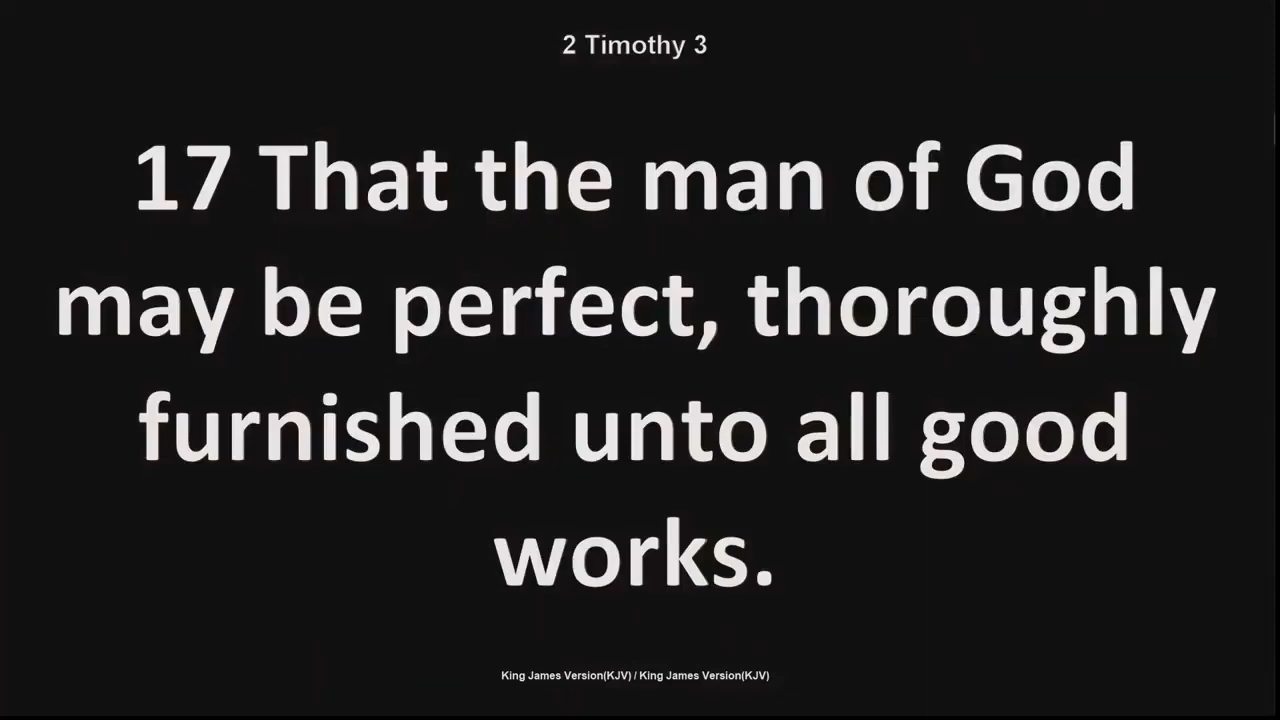 2 Timothy 3
17 That the man of God
may be perfect, thoroughly
furnished unto all good
works.
King James Version(KJV) / King James Version(KJV)